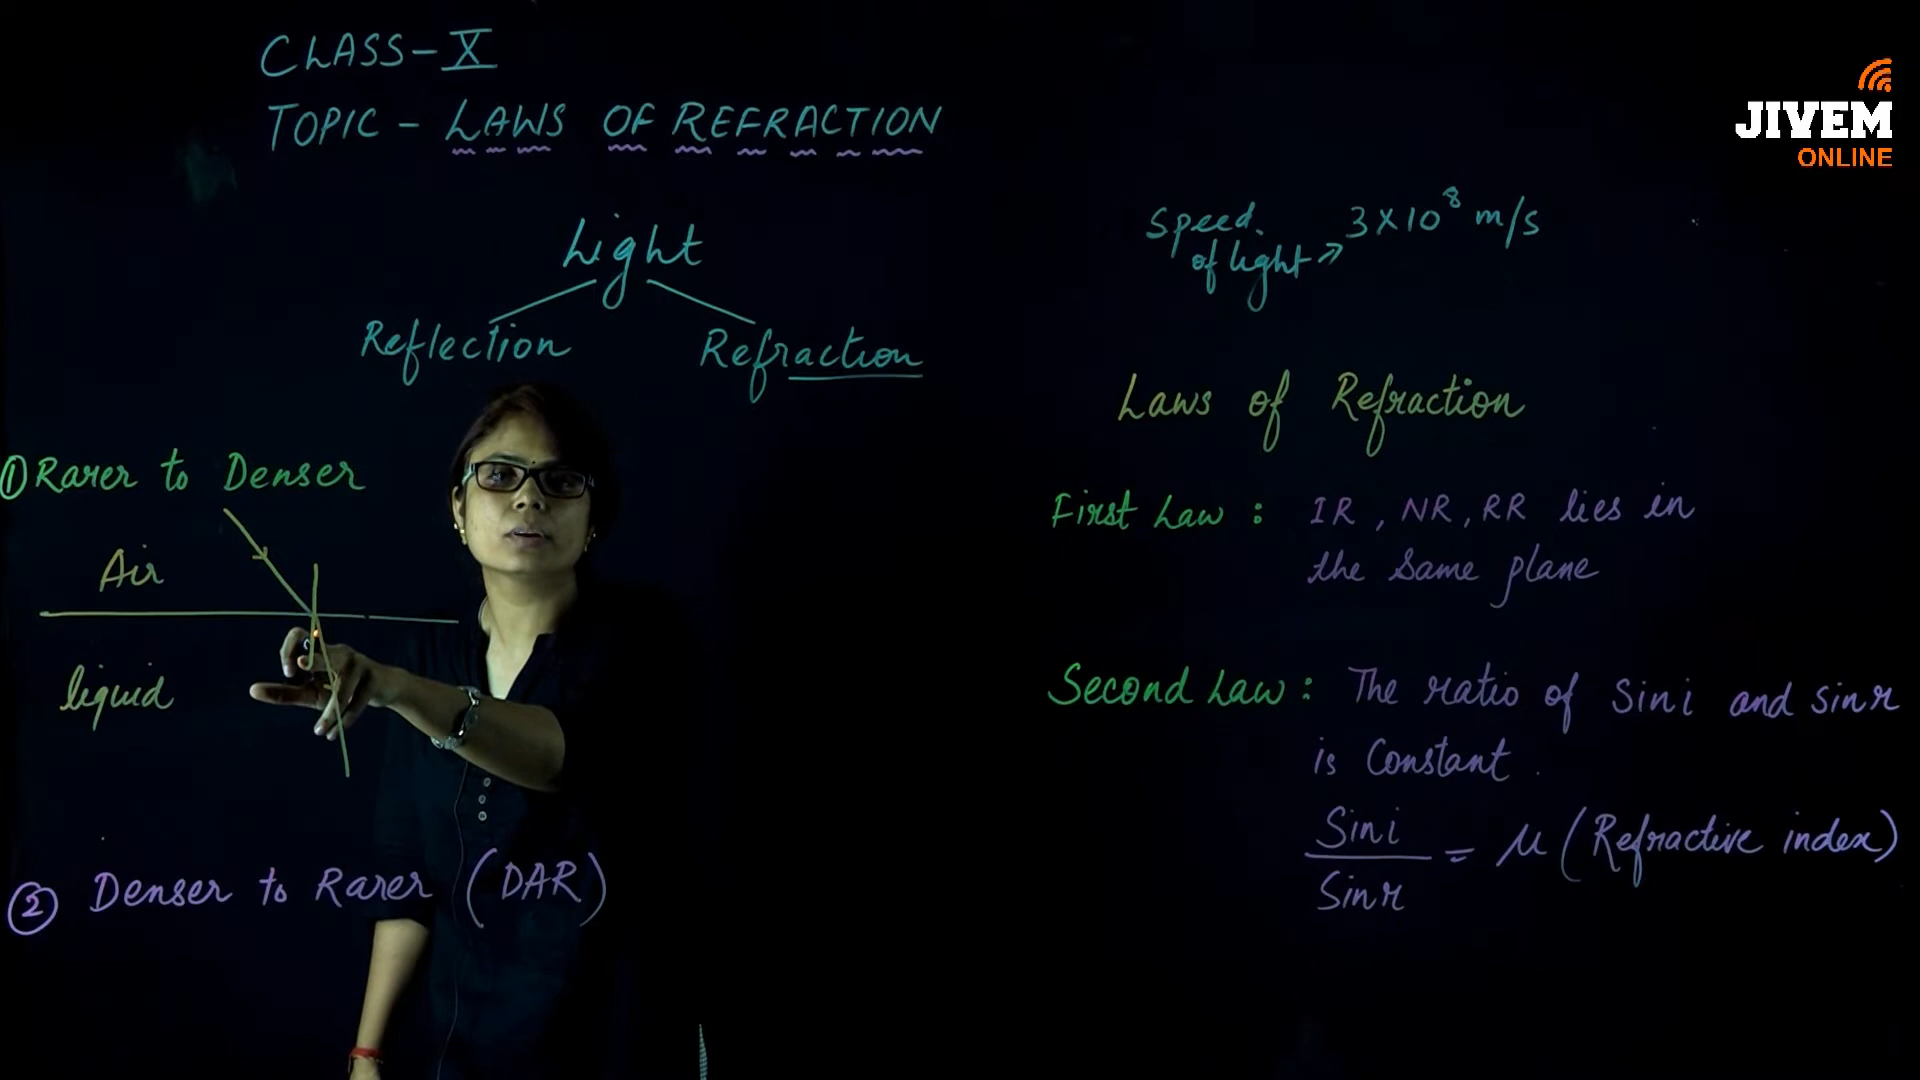 CLASS-X
TOPIC - LAWS OF REFRACTION
JIVEM
ONLINE
Light
Reflection Refraction
Speed.
of light → 3×10⁸ m/s
① Rarer to Denser
Air
liquid
② Denser to Rarer (DAR)
Laws of Refraction
First Law : IR, NR, RR lies in
the same plane
Second Law : The ratio of Sini and sinr
is Constant.
Sini
Sinr
= μ (Refractive index)